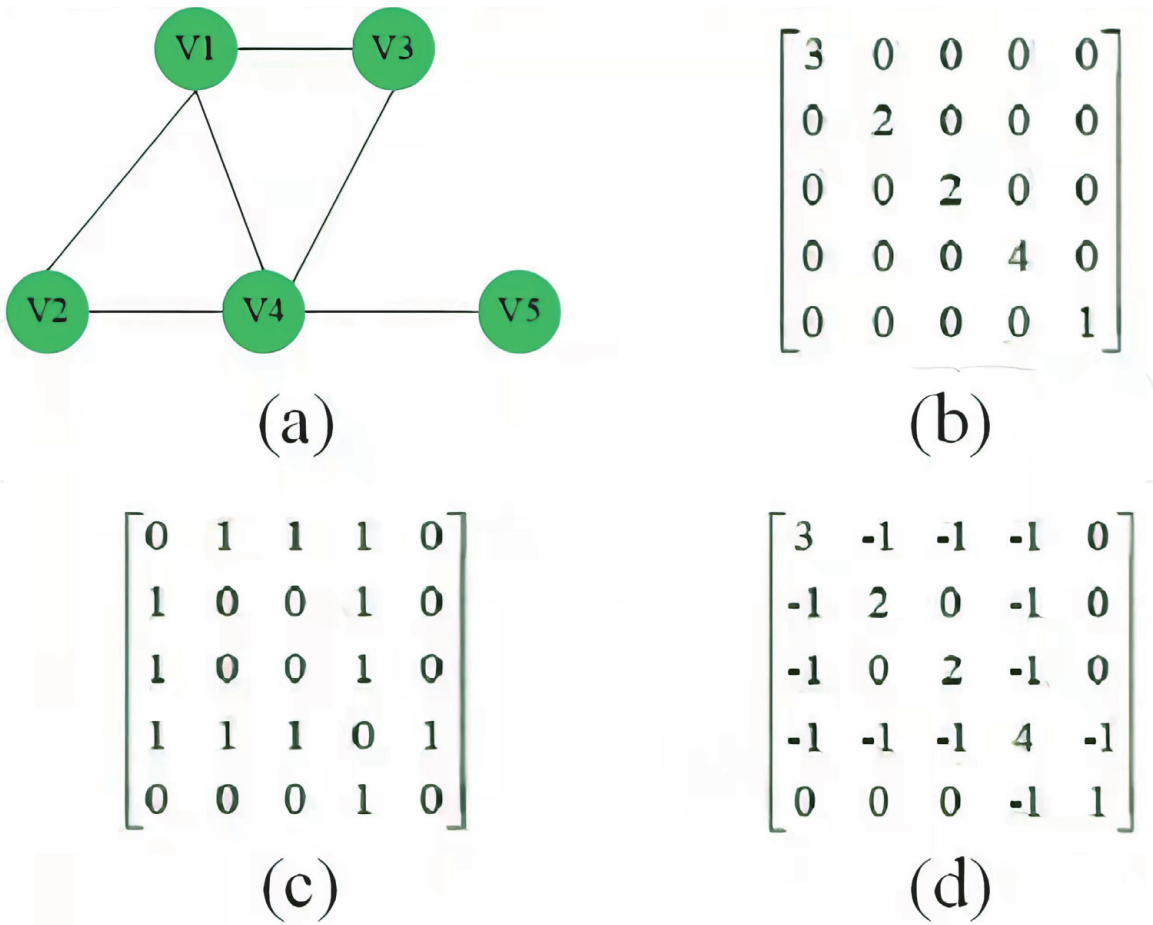 V1 V3
V2 V4 V5
(a)
3 0 0 0 0
0 2 0 0 0
0 0 2 0 0
0 0 0 4 0
0 0 0 0 1
(b)
0 1 1 1 0
1 0 0 1 0
1 0 0 1 0
1 1 1 0 1
0 0 0 1 0
(c)
3 -1 -1 -1 0
-1 2 0 -1 0
-1 0 2 -1 0
-1 -1 -1 4 -1
0 0 0 -1 1
(d)